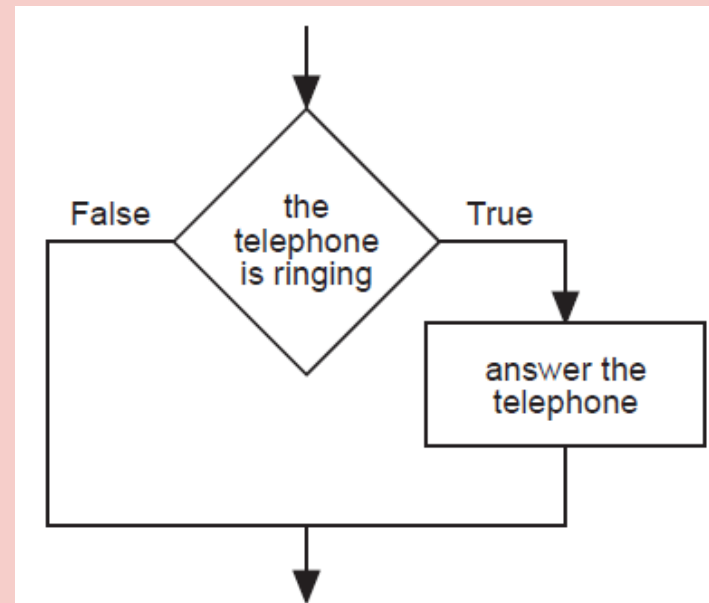 False
the
telephone
is ringing
True
answer the
telephone